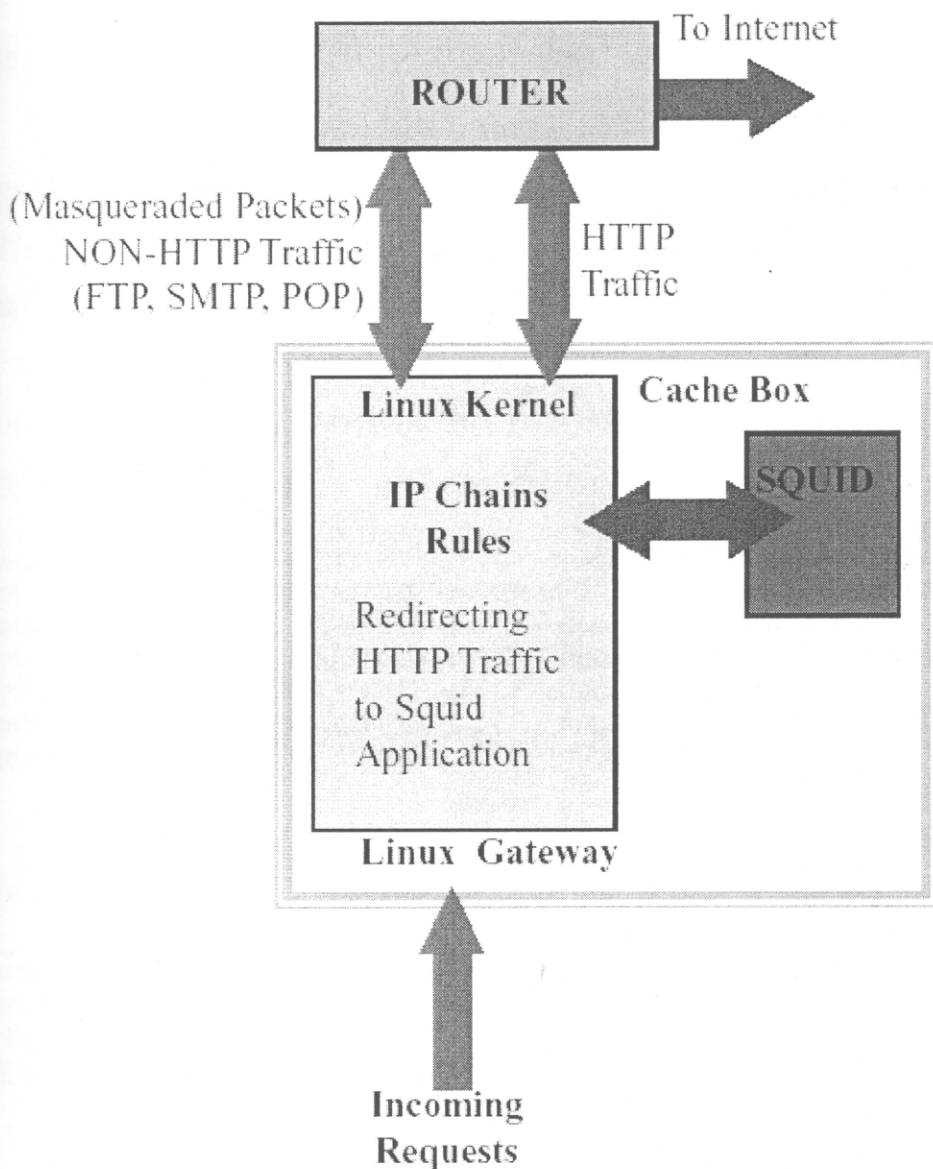 To Internet
ROUTER
(Masqueraded Packets)
NON-HTTP Traffic
(FTP, SMTP, POP)
HTTP
Traffic
Linux Kernel
Cache Box
IP Chains
Rules
SQUID
Redirecting
HTTP Traffic
to Squid
Application
Linux Gateway
Incoming
Requests